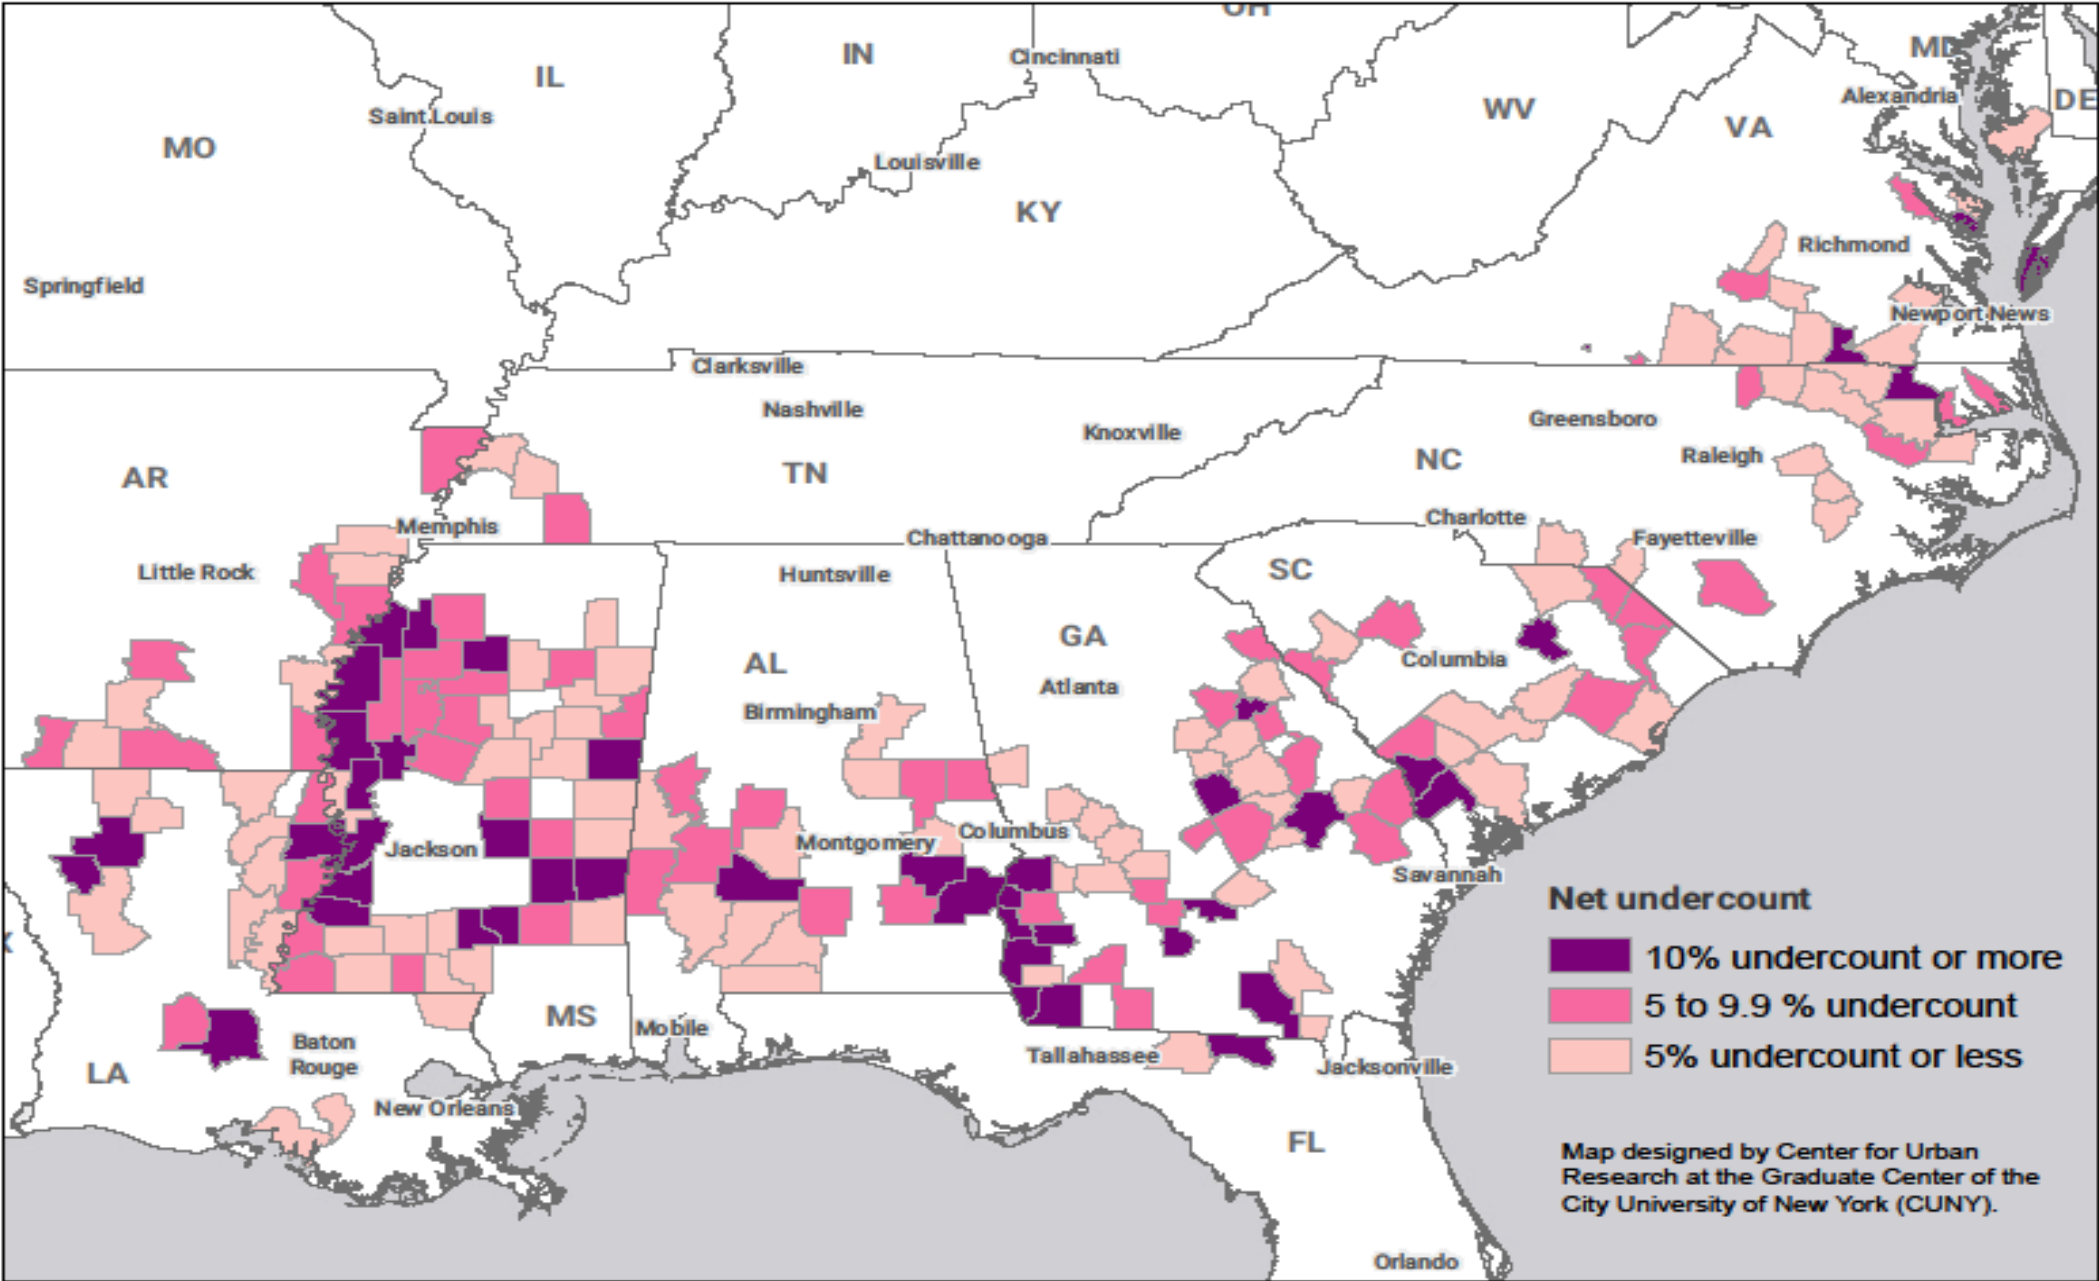 OH
MD
IN
Cincinnati
IL
Alexandria
DE
WV
Saint Louis
VA
MO
Louisville
KY
Richmond
Springfield
Newport News
Clarksville
Nashville
Greensboro
Knoxville
Raleigh
NC
AR
TN
Charlotte
Memphis
Chattanooga
Fayetteville
Little Rock
Huntsville
SC
GA
Columbia
AL
Atlanta
Birmingham
Columbus
Montgomery
Jackson
Savannah
Net undercount
10% undercount or more
5 to 9.9 % undercount
5% undercount or less
MS
Mobile
Baton
Rouge
Tallahassee
Jacksonville
LA
New Orleans
FL
Map designed by Center for Urban
Research at the Graduate Center of the
City University of New York (CUNY).
Orlando